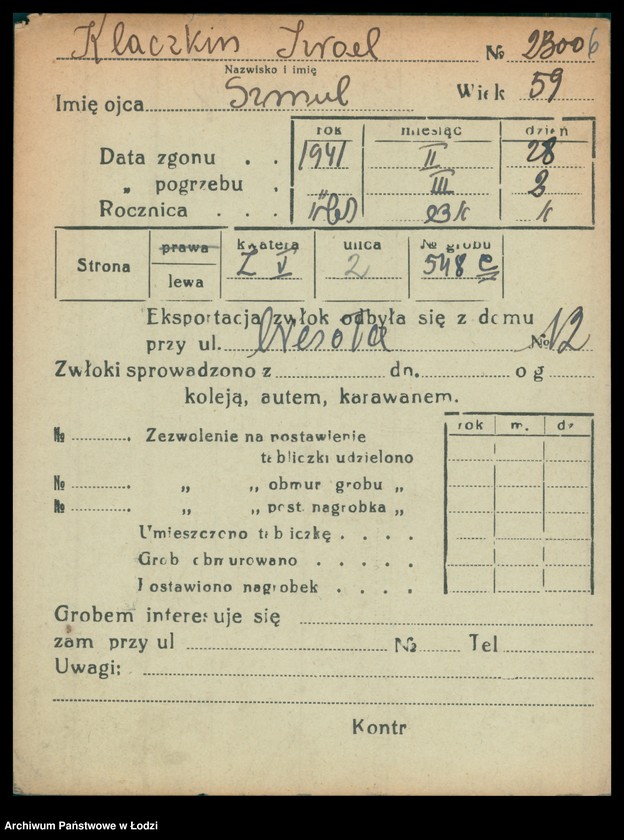 Klaczkin Izrael № 23006
Nazwisko i imię
Imię ojca Szmul Wiek 59
rok miesiąc dzień
Data zgonu . . 1941 II 28
„ pogrzebu . „ III 2
Rocznica . . .
Strona prawa lewa kwatera L V ulica 2 № grobu 548 e
Eksportacja zwłok odbyła się z domu
przy ul. Wesoła № 12
Zwłoki sprowadzono z dn. o g
koleją, autem, karawanem.
rok m. dz
№ Zezwolenie na postawienie
tabliczki udzielono
№ „ „ obmur grobu „
№ „ „ post. nagrobka „
Umieszczono tabliczkę . . . .
Grob obmurowano . . . . .
Postawiono nagrobek . . . .
Grobem interesuje się
zam przy ul № Tel
Uwagi:
Kontr
Archiwum Państwowe w Łodzi